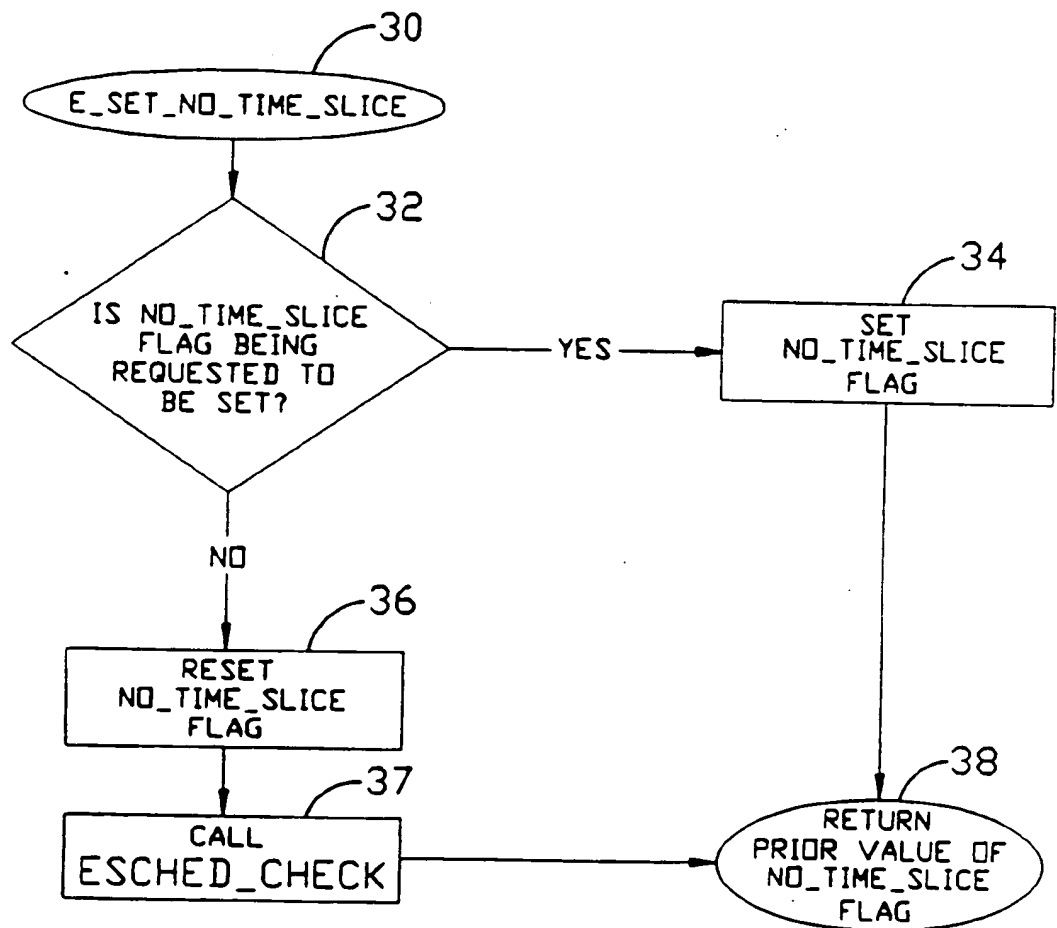 30
E_SET_NO_TIME_SLICE
32
IS NO_TIME_SLICE
FLAG BEING
REQUESTED TO
BE SET?
YES
34
SET
NO_TIME_SLICE
FLAG
NO
36
RESET
NO_TIME_SLICE
FLAG
37
CALL
ESCHED_CHECK
38
RETURN
PRIOR VALUE OF
NO_TIME_SLICE
FLAG